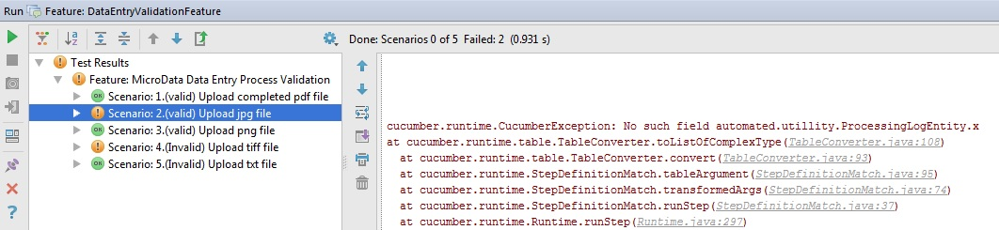 Run Feature: DataEntryValidationFeature
Done: Scenarios 0 of 5 Failed: 2 (0.931 s)
Test Results
Feature: MicroData Data Entry Process Validation
Scenario: 1.(valid) Upload completed pdf file
Scenario: 2.(valid) Upload jpg file
Scenario: 3.(valid) Upload png file
Scenario: 4.(Invalid) Upload tiff file
Scenario: 5.(Invalid) Upload txt file
cucumber.runtime.CucumberException: No such field automated.utillity.ProcessingLogEntity.x
at cucumber.runtime.table.TableConverter.toListOfComplexType(TableConverter.java:108)
at cucumber.runtime.table.TableConverter.convert(TableConverter.java:93)
at cucumber.runtime.StepDefinitionMatch.tableArgument(StepDefinitionMatch.java:95)
at cucumber.runtime.StepDefinitionMatch.transformedArgs(StepDefinitionMatch.java:74)
at cucumber.runtime.StepDefinitionMatch.runStep(StepDefinitionMatch.java:37)
at cucumber.runtime.Runtime.runStep(Runtime.java:297)